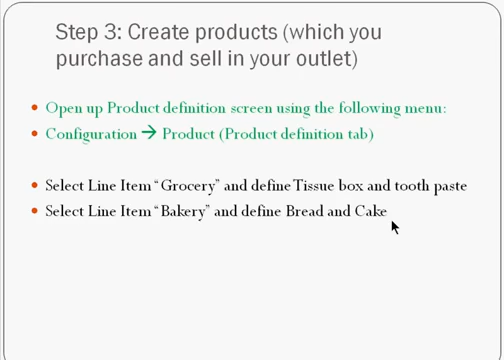 Step 3: Create products (which you
purchase and sell in your outlet)
Open up Product definition screen using the following menu:
Configuration → Product (Product definition tab)
Select Line Item “Grocery” and define Tissue box and tooth paste
Select Line Item “Bakery” and define Bread and Cake